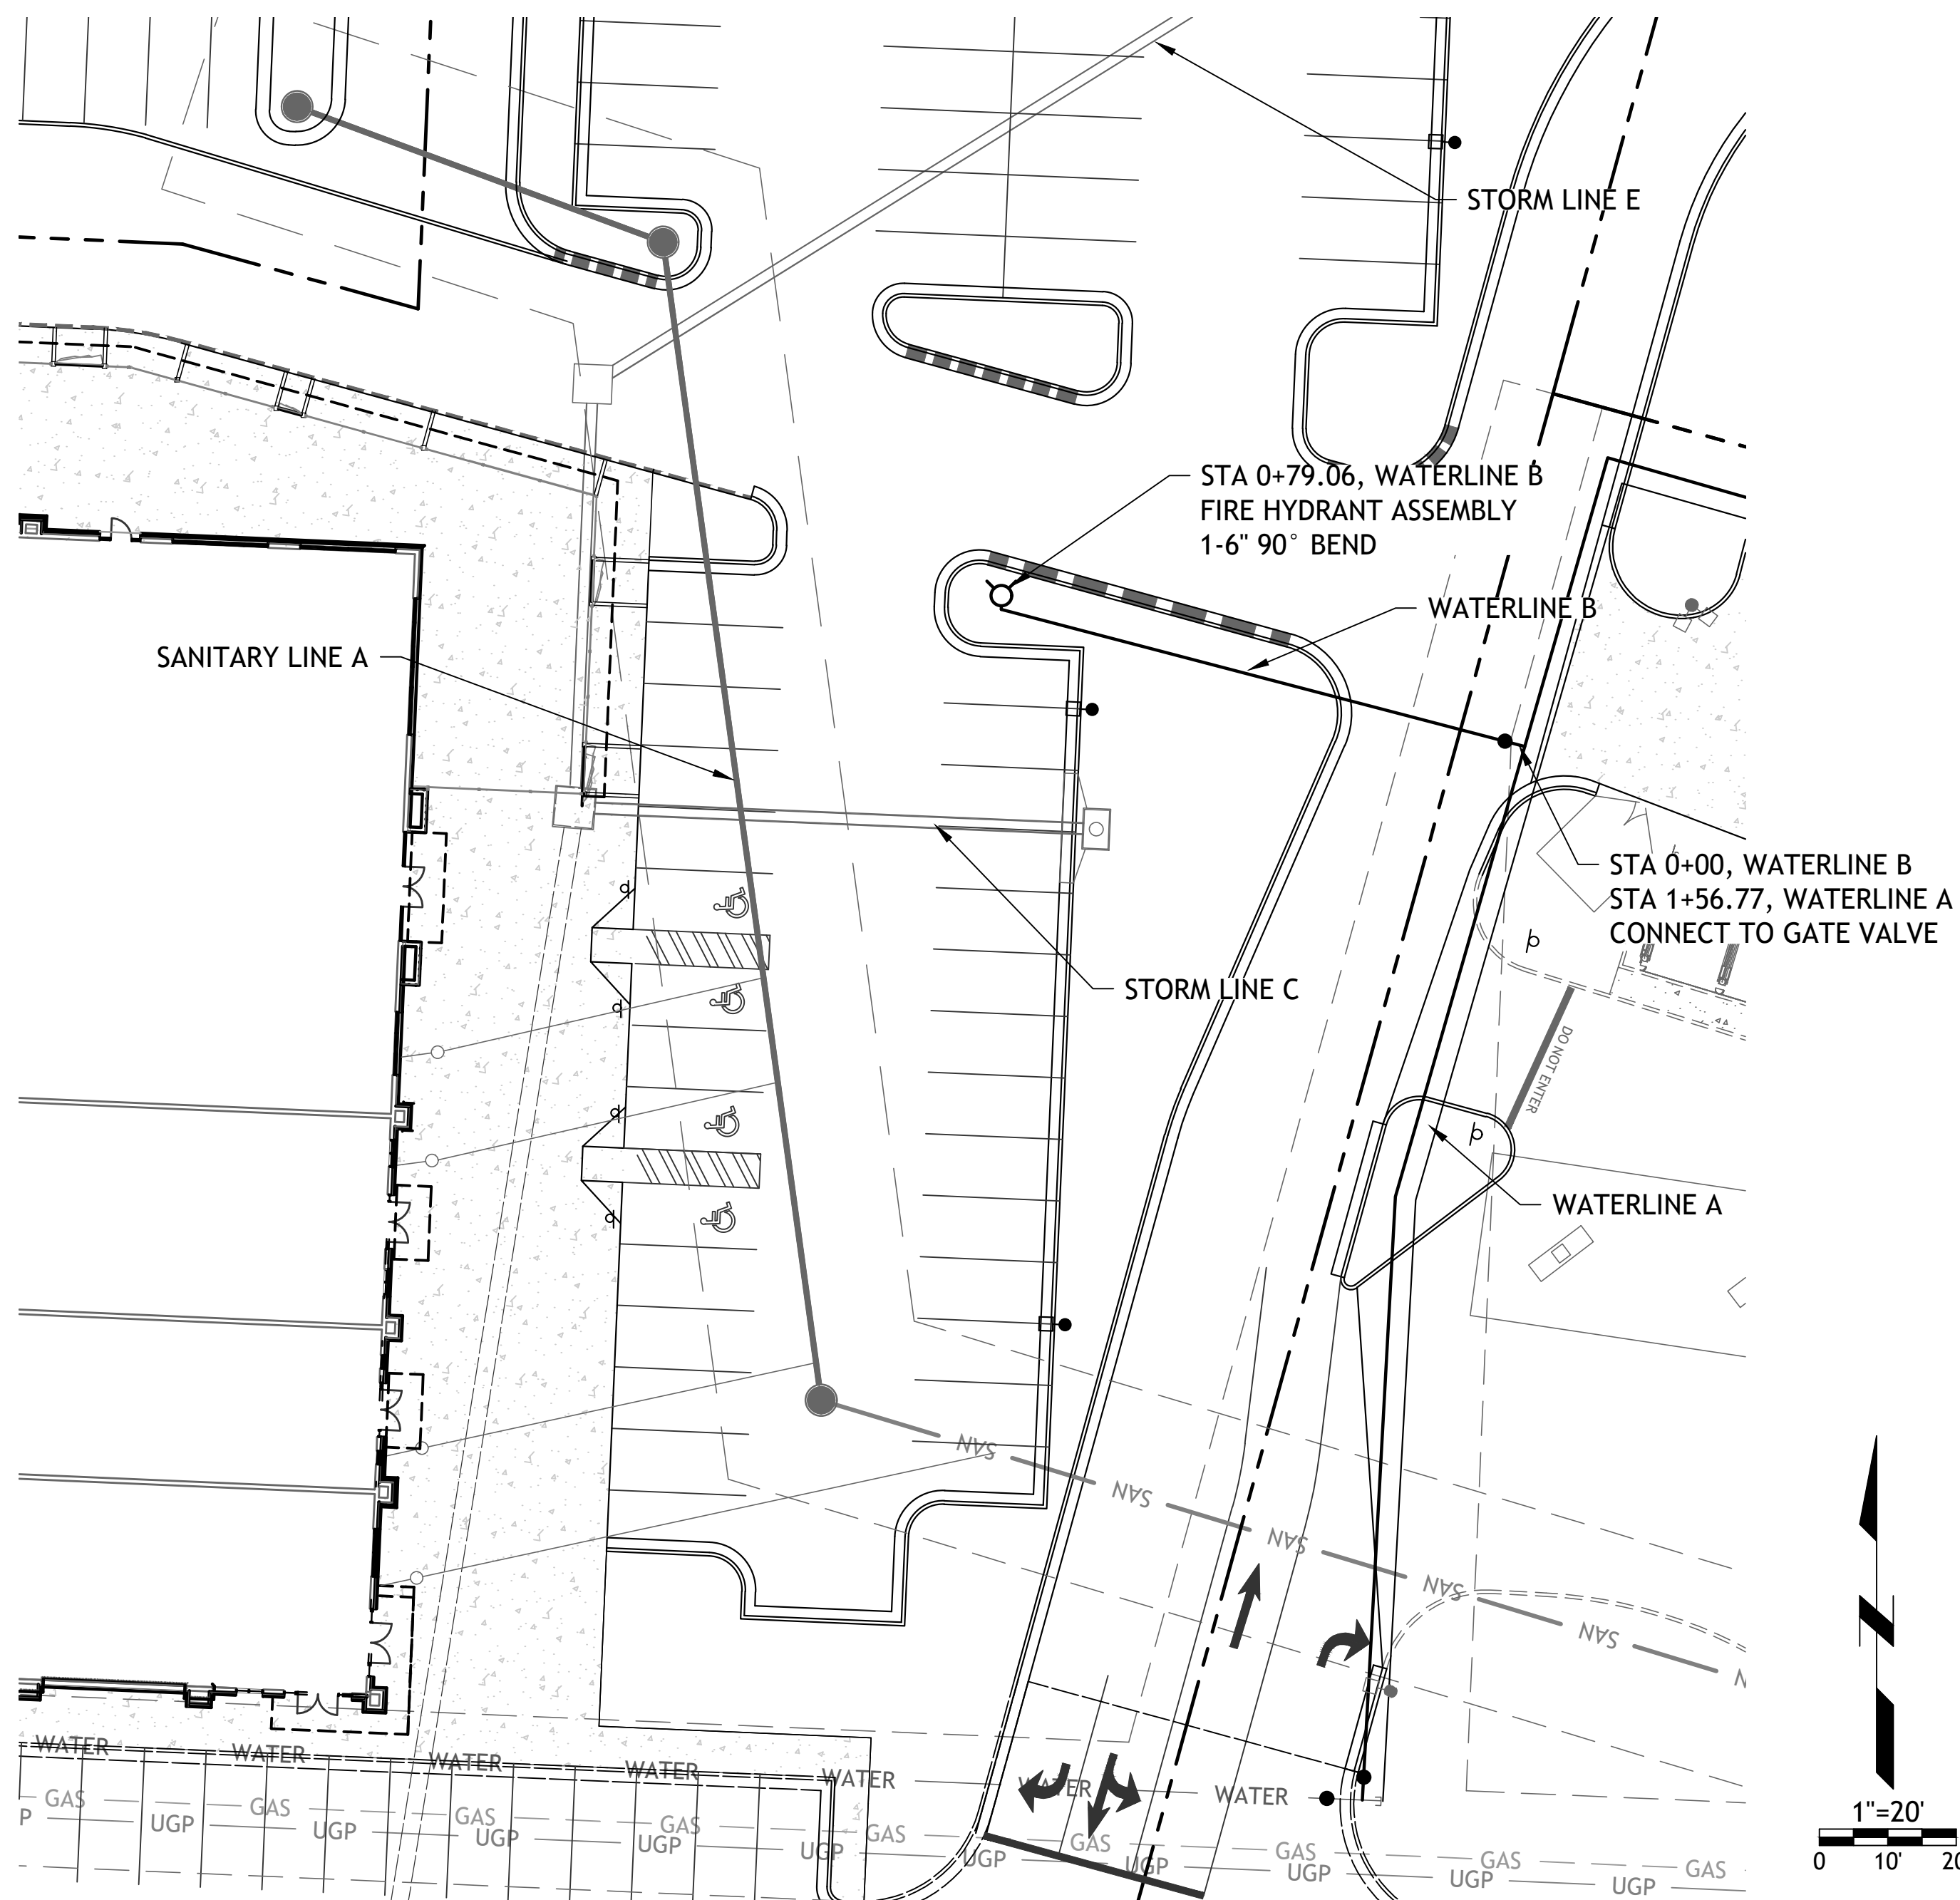 STORM LINE E
STA 0+79.06, WATERLINE B
FIRE HYDRANT ASSEMBLY
1-6" 90° BEND
WATERLINE B
SANITARY LINE A
STA 0+00, WATERLINE B
STA 1+56.77, WATERLINE A
CONNECT TO GATE VALVE
STORM LINE C
DO NOT ENTER
WATERLINE A
SAN
SAN
SAN
SAN
SAN
N
WATER
WATER
WATER
WATER
WATER
WATER
WATER
GAS
GAS
GAS
GAS
GAS
GAS
GAS
GAS
GAS
P
UGP
UGP
UGP
UGP
UGP
UGP
UGP
UGP
UGP
UGP
1"=20'
0 10' 20